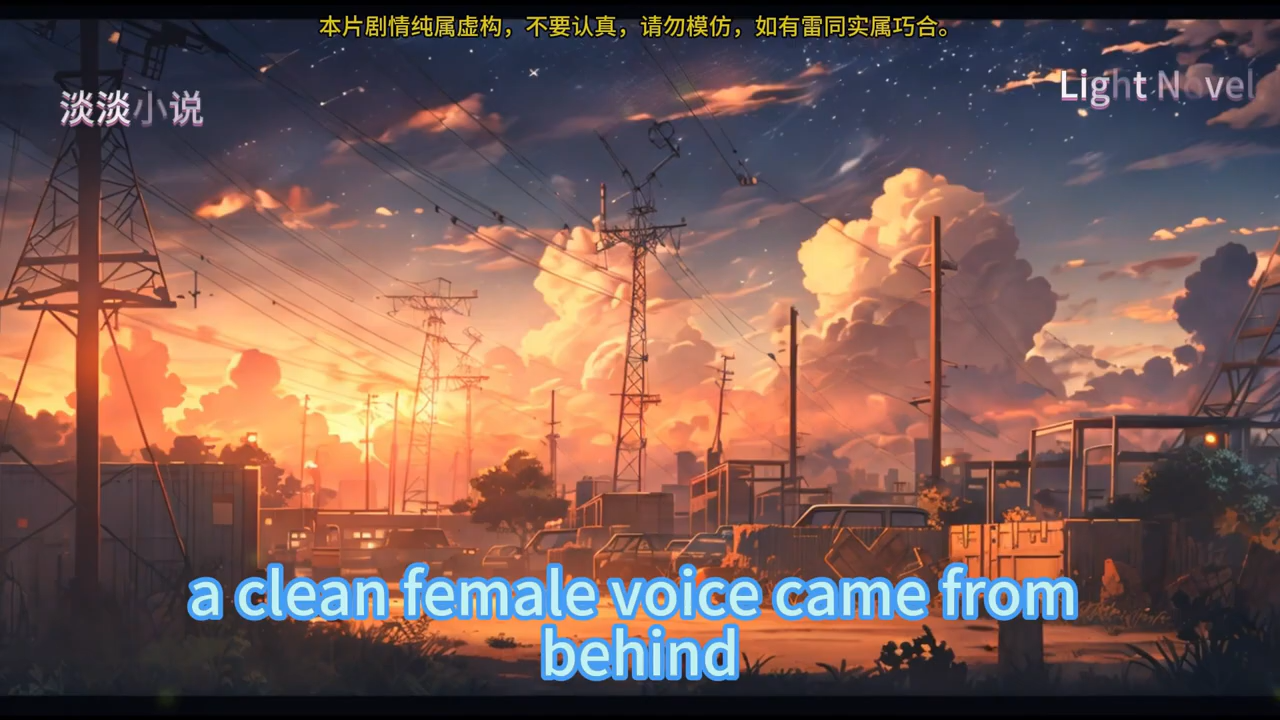 本片剧情纯属虚构，不要认真，请勿模仿，如有雷同实属巧合。
淡淡小说
Light Novel
a clean female voice came from
behind